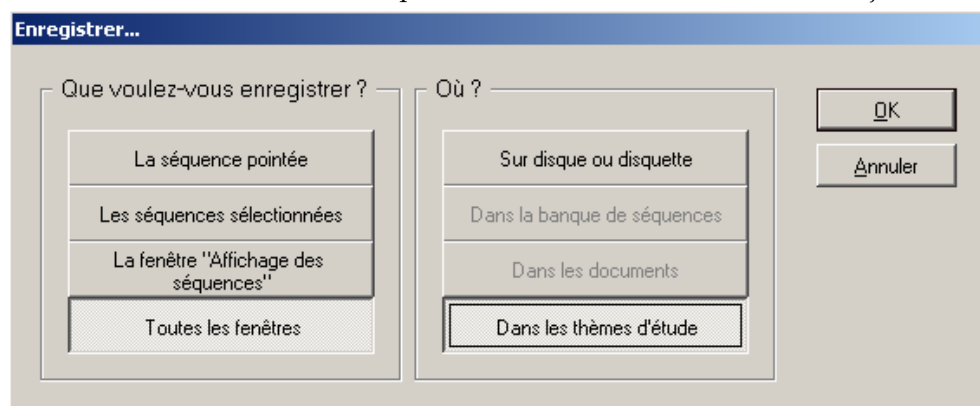 Enregistrer...
Que voulez-vous enregistrer ?
La séquence pointée
Les séquences sélectionnées
La fenêtre "Affichage des
séquences"
Toutes les fenêtres
Où ?
Sur disque ou disquette
Dans la banque de séquences
Dans les documents
Dans les thèmes d'étude
OK
Annuler